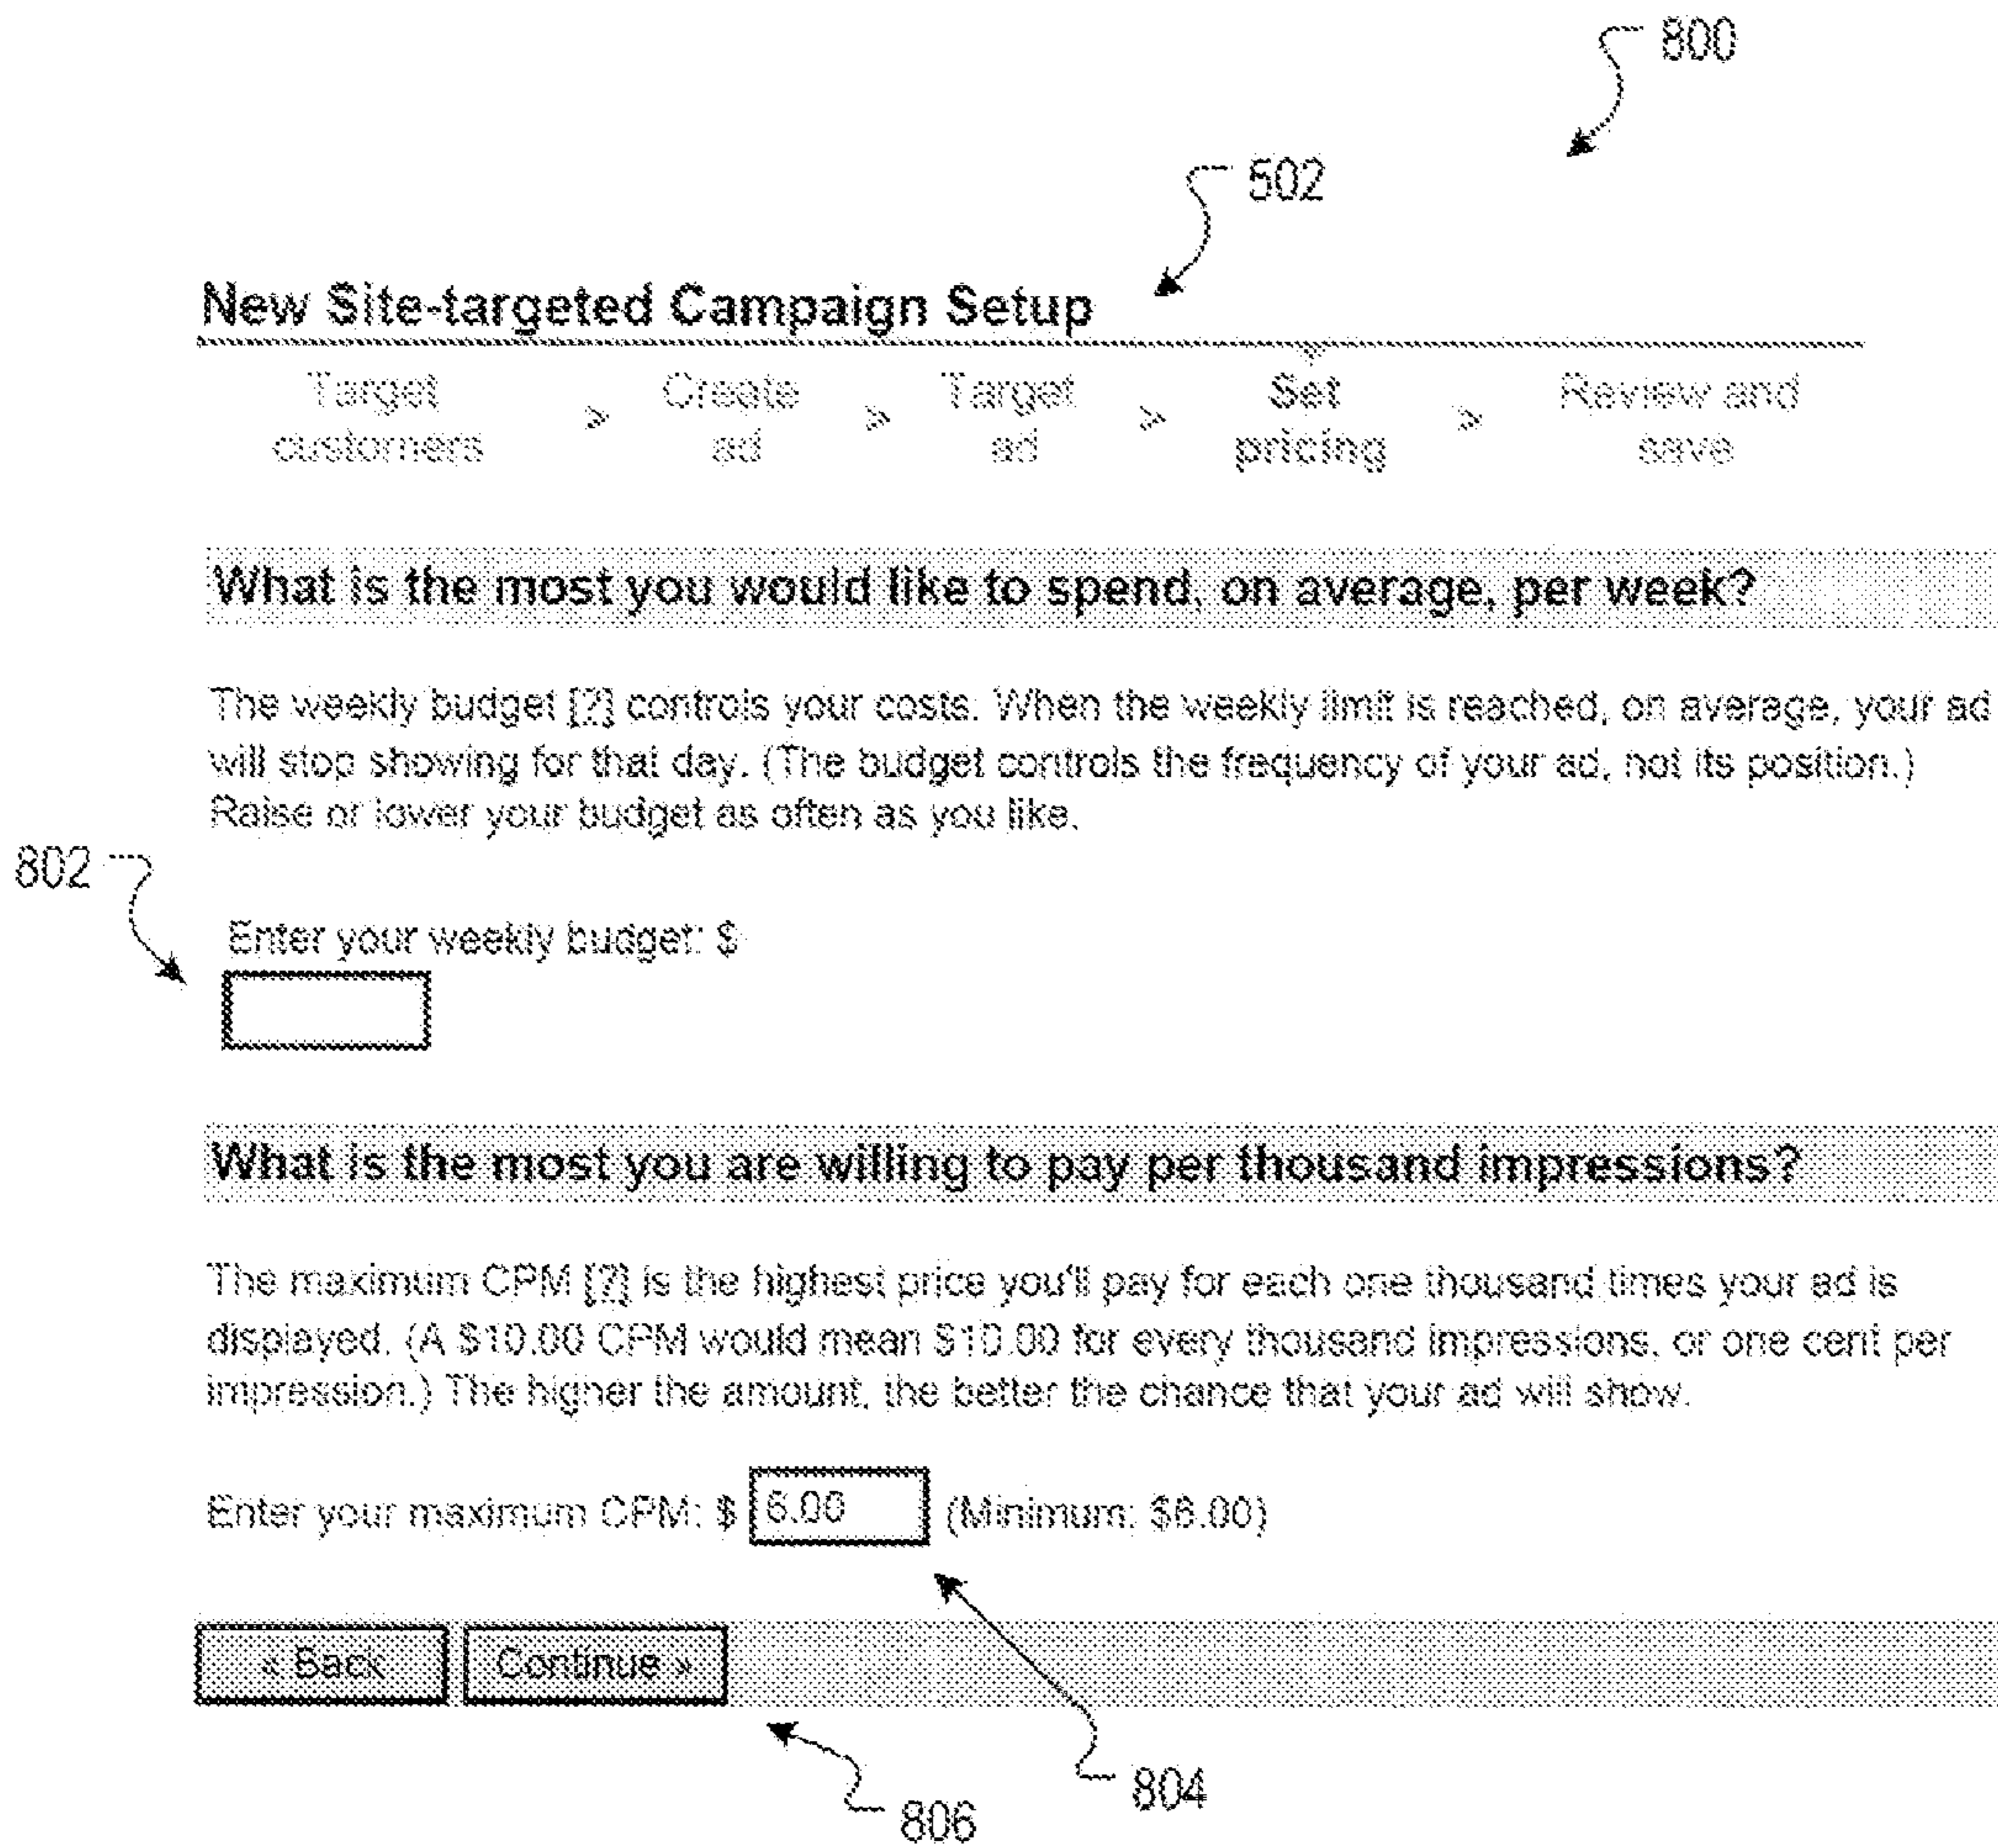 800
502
New Site-targeted Campaign Setup
Target customers > Create ad > Target ad > Set pricing > Review and save
What is the most you would like to spend, on average, per week?
The weekly budget [?] controls your costs. When the weekly limit is reached, on average, your ad
will stop showing for that day. (The budget controls the frequency of your ad, not its position.)
Raise or lower your budget as often as you like.
802
Enter your weekly budget: $
What is the most you are willing to pay per thousand impressions?
The maximum CPM [?] is the highest price you'll pay for each one thousand times your ad is
displayed. (A $10.00 CPM would mean $10.00 for every thousand impressions, or one cent per
impression.) The higher the amount, the better the chance that your ad will show.
Enter your maximum CPM: $ 6.00 (Minimum: $6.00)
« Back Continue »
804
806